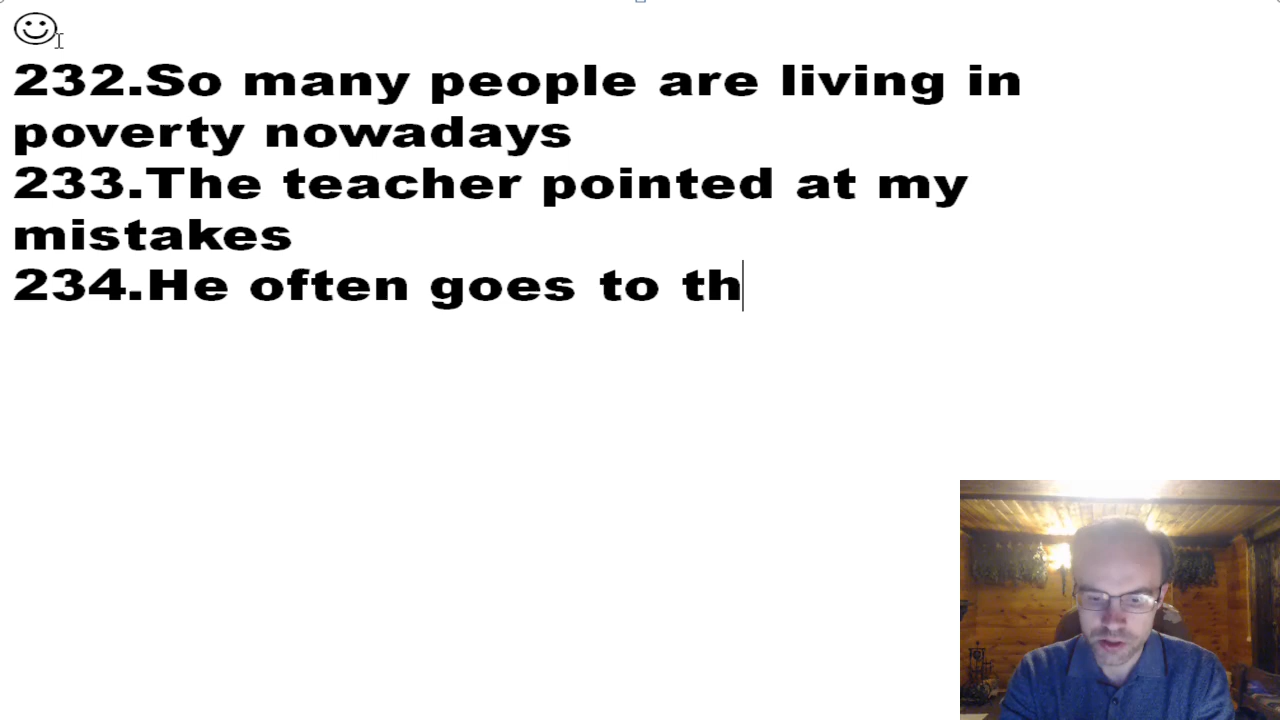 232.So many people are living in
poverty nowadays
233.The teacher pointed at my
mistakes
234.He often goes to th